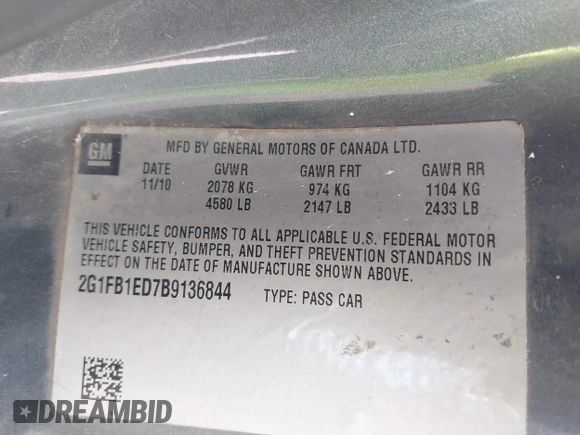 GM
MFD BY GENERAL MOTORS OF CANADA LTD.
DATE GVWR GAWR FRT GAWR RR
11/10 2078 KG 974 KG 1104 KG
4580 LB 2147 LB 2433 LB
THIS VEHICLE CONFORMS TO ALL APPLICABLE U.S. FEDERAL MOTOR
VEHICLE SAFETY, BUMPER, AND THEFT PREVENTION STANDARDS IN
EFFECT ON THE DATE OF MANUFACTURE SHOWN ABOVE.
2G1FB1ED7B9136844 TYPE: PASS CAR
DREAMBID